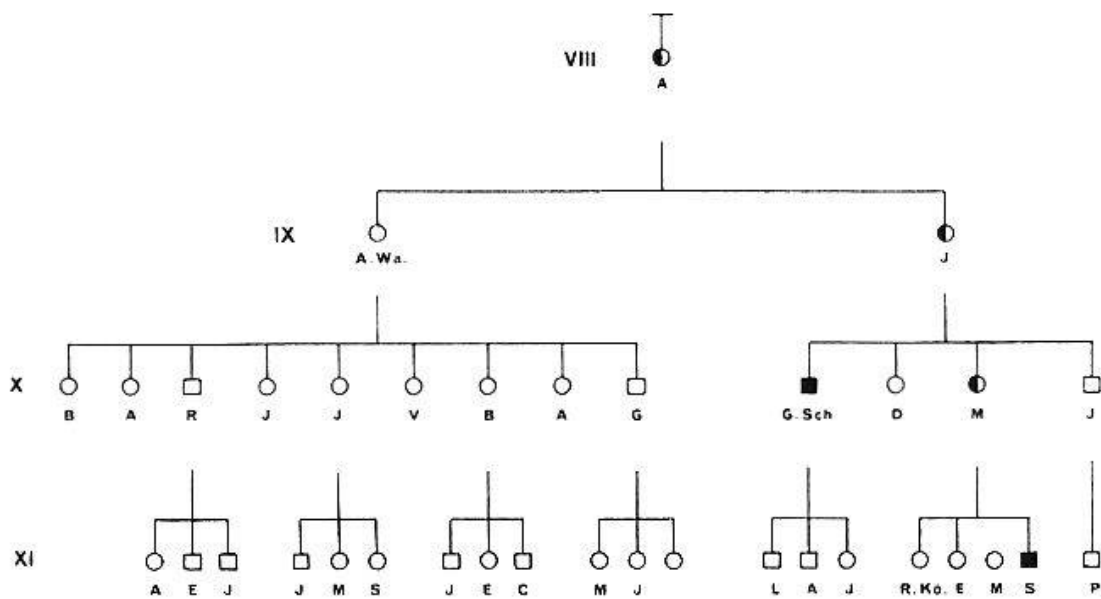 VIII
A
IX
A.Wa.
J
X
B A R J J V B A G G.Sch D M J
XI
A E J J M S J E C M J L A J R.Kö. E M S P